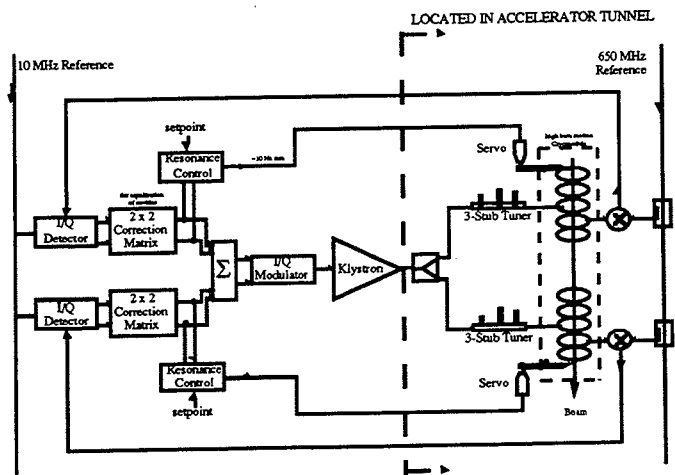 LOCATED IN ACCELERATOR TUNNEL
10 MHz Reference
650 MHz
Reference
setpoint
Resonance
Control
Servo
3-Stub Tuner
I/Q
Detector
2 x 2
Correction
Matrix
Σ
I/Q
Modulator
Klystron
I/Q
Detector
2 x 2
Correction
Matrix
3-Stub Tuner
Resonance
Control
setpoint
Servo
Beam